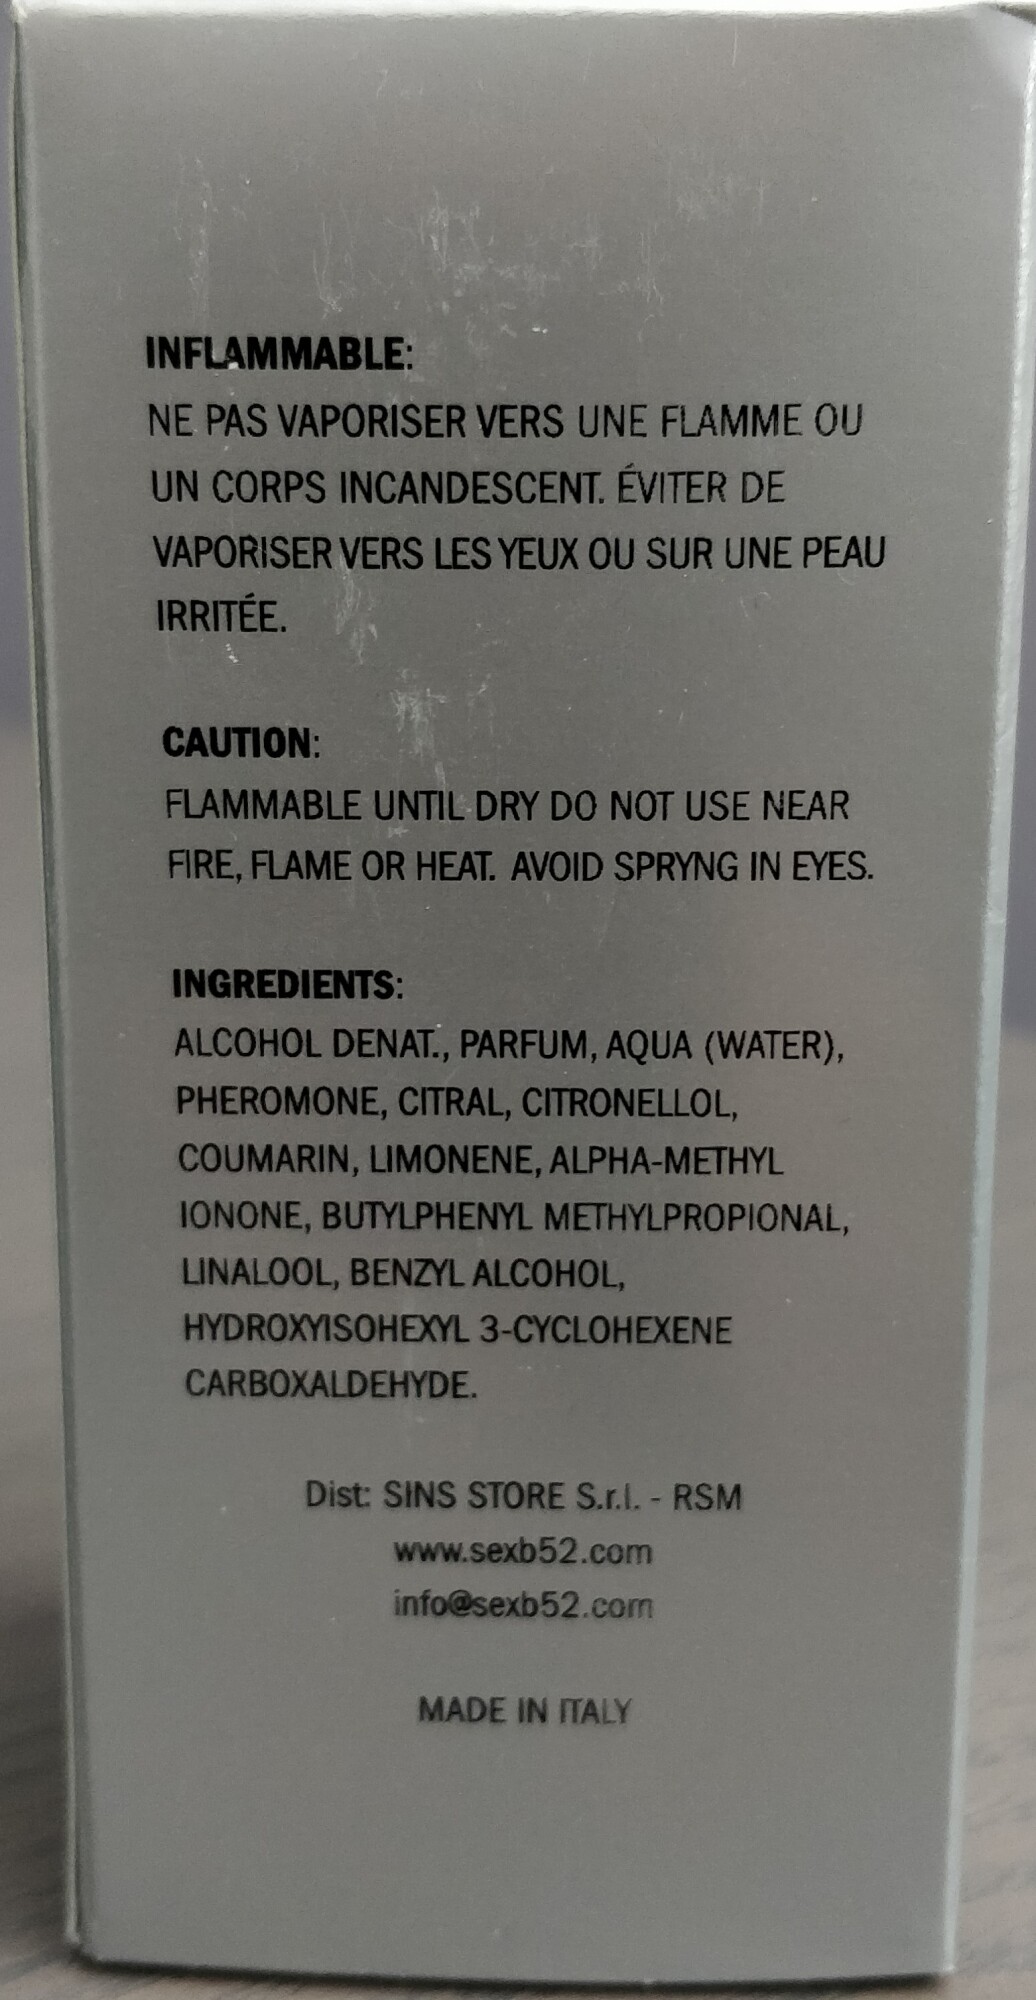 INFLAMMABLE:
NE PAS VAPORISER VERS UNE FLAMME OU
UN CORPS INCANDESCENT. ÉVITER DE
VAPORISER VERS LES YEUX OU SUR UNE PEAU
IRRITÉE.
CAUTION:
FLAMMABLE UNTIL DRY DO NOT USE NEAR
FIRE, FLAME OR HEAT. AVOID SPRYNG IN EYES.
INGREDIENTS:
ALCOHOL DENAT., PARFUM, AQUA (WATER),
PHEROMONE, CITRAL, CITRONELLOL,
COUMARIN, LIMONENE, ALPHA-METHYL
IONONE, BUTYLPHENYL METHYLPROPIONAL,
LINALOOL, BENZYL ALCOHOL,
HYDROXYISOHEXYL 3-CYCLOHEXENE
CARBOXALDEHYDE.
Dist: SINS STORE S.r.l. - RSM
www.sexb52.com
info@sexb52.com
MADE IN ITALY